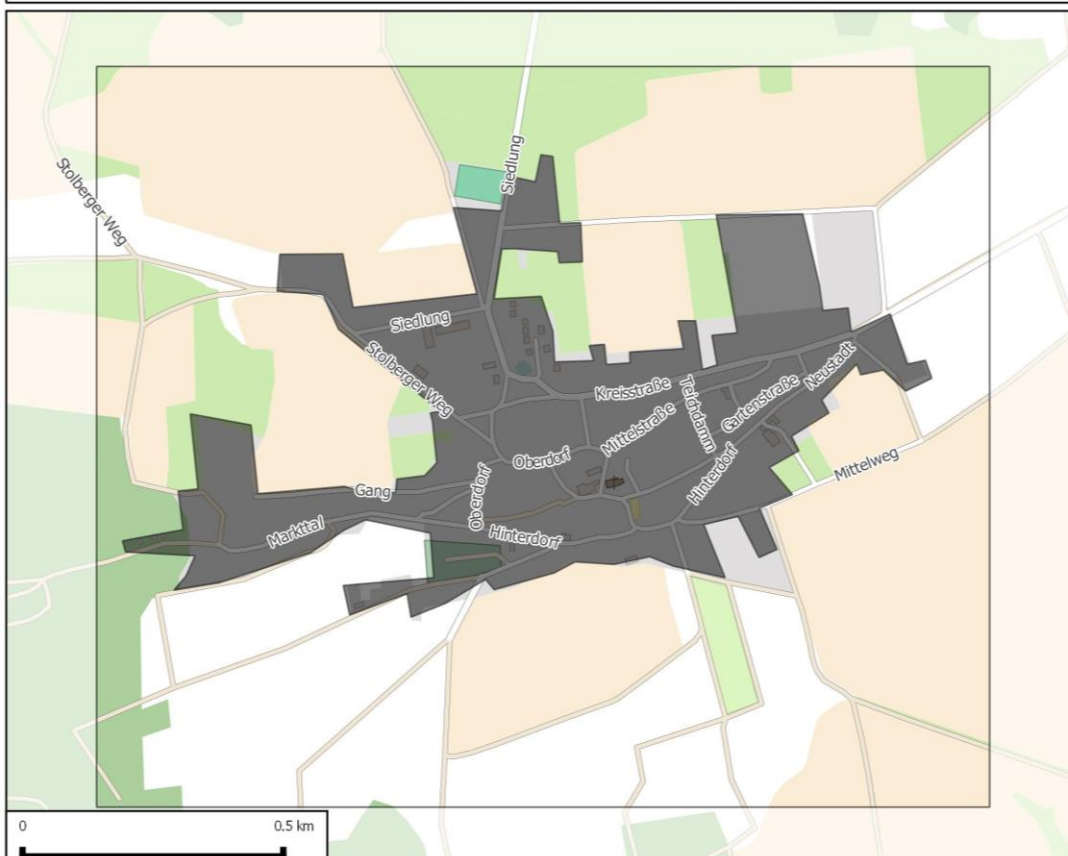 Siedlung
Stolberger Weg
Siedlung
Stolberger Weg
Kreisstraße
Neustadt
Teichdamm
Gartenstraße
Mittelstraße
Oberdorf
Mittelweg
Hinterdorf
Gang
Oberdorf
Markttal
Hinterdorf
0
0.5 km